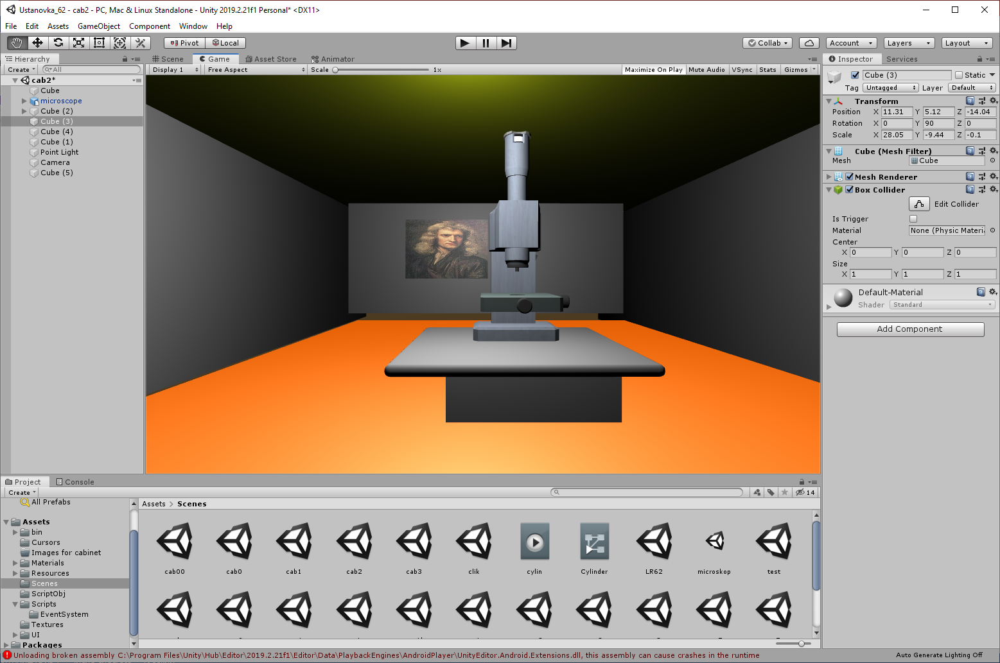 Ustanovka_62 - cab2 - PC, Mac & Linux Standalone - Unity 2019.2.21f1 Personal* <DX11>
File Edit Assets GameObject Component Window Help
Pivot Local Collab Account Layers Layout
Hierarchy
Create All
cab2*
Cube
microscope
Cube (2)
Cube (3)
Cube (4)
Cube (1)
Point Light
Camera
Cube (5)
Scene Game Asset Store Animator
Display 1 Free Aspect Scale 1x Maximize On Play Mute Audio VSync Stats Gizmos
Inspector Services
Cube (3) Static
Tag Untagged Layer Default
Transform
Position X 11.31 Y 5.12 Z -14.04
Rotation X 0 Y 90 Z 0
Scale X 28.05 Y -9.44 Z -0.1
Cube (Mesh Filter)
Mesh Cube
Mesh Renderer
Box Collider
Edit Collider
Is Trigger
Material None (Physic Materi
Center
X 0 Y 0 Z 0
Size
X 1 Y 1 Z 1
Default-Material
Shader Standard
Add Component
Project Console
Create 14
All Prefabs
Assets
bin
Cursors
Images for cabinet
Materials
Resources
Scenes
ScriptObj
Scripts
EventSystem
Textures
UI
Packages
Assets > Scenes
cab00 cab0 cab1 cab2 cab3 clik cylin Cylinder LR62 microskop test
Unloading broken assembly C:\Program Files\Unity\Hub\Editor\2019.2.21f1\Editor\Data\PlaybackEngines\AndroidPlayer\UnityEditor.Android.Extensions.dll, this assembly can cause crashes in the runtime
Auto Generate Lighting Off